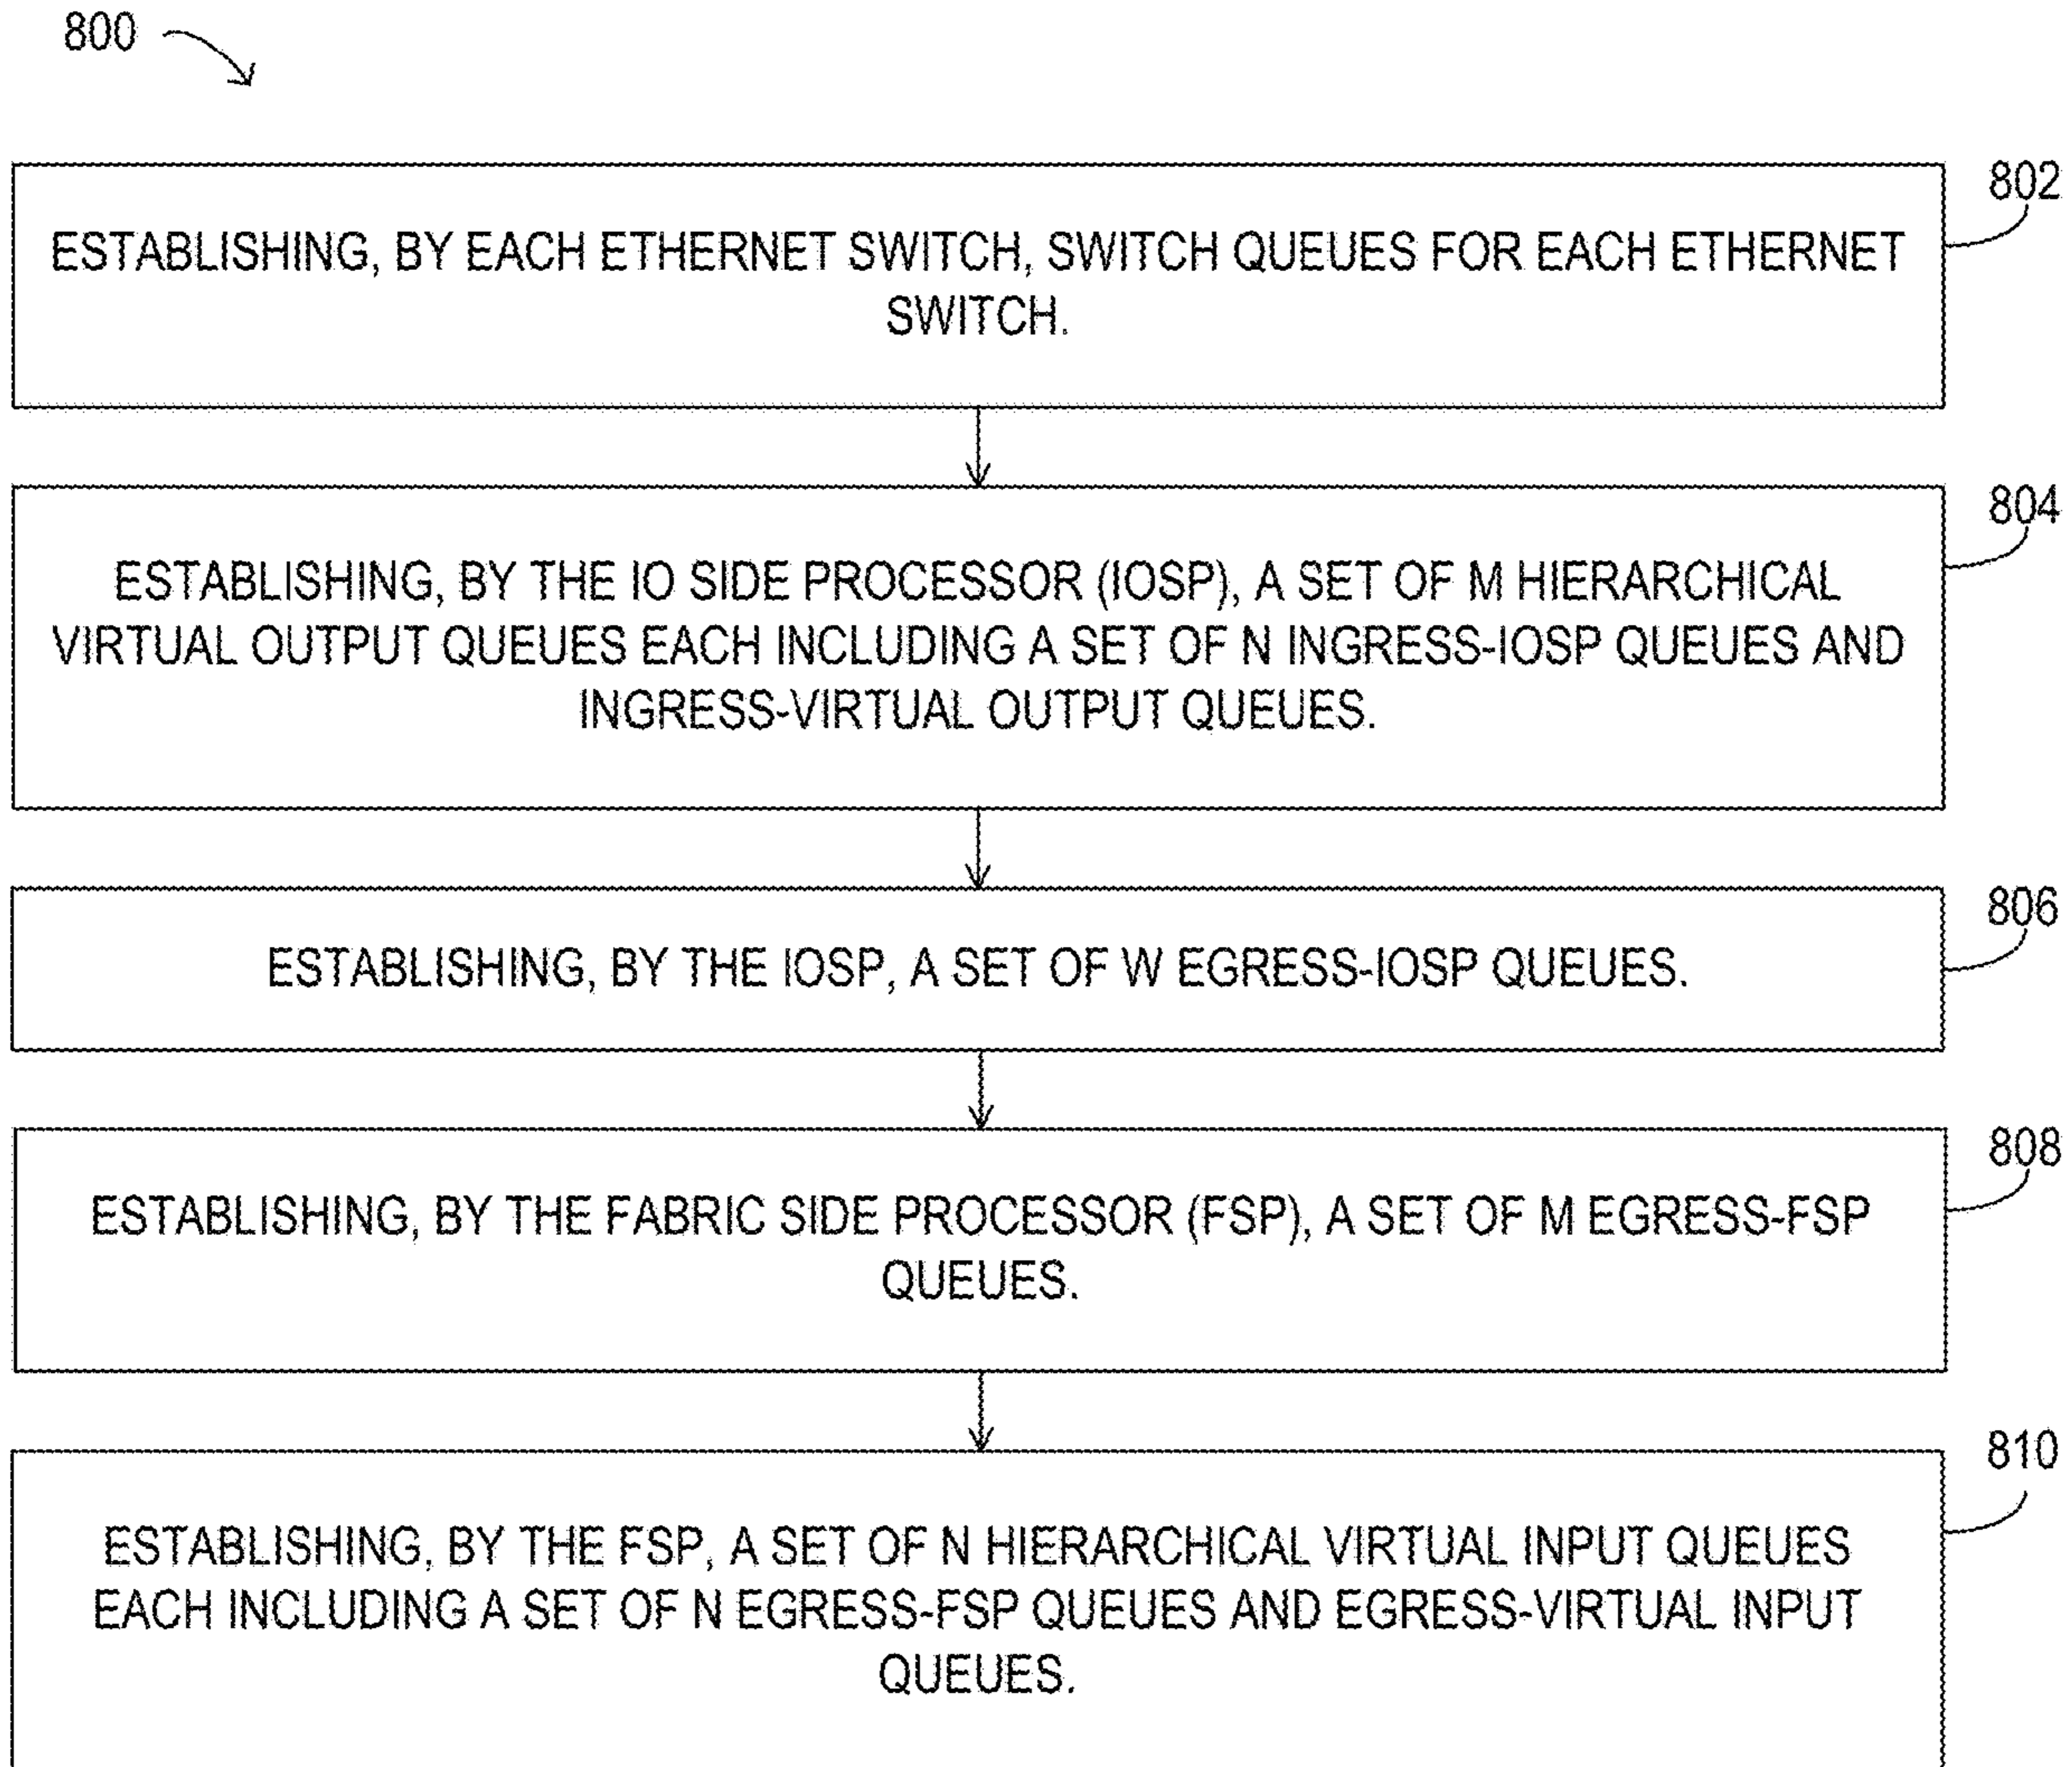 800
802
ESTABLISHING, BY EACH ETHERNET SWITCH, SWITCH QUEUES FOR EACH ETHERNET
SWITCH.
804
ESTABLISHING, BY THE IO SIDE PROCESSOR (IOSP), A SET OF M HIERARCHICAL
VIRTUAL OUTPUT QUEUES EACH INCLUDING A SET OF N INGRESS-IOSP QUEUES AND
INGRESS-VIRTUAL OUTPUT QUEUES.
806
ESTABLISHING, BY THE IOSP, A SET OF W EGRESS-IOSP QUEUES.
808
ESTABLISHING, BY THE FABRIC SIDE PROCESSOR (FSP), A SET OF M EGRESS-FSP
QUEUES.
810
ESTABLISHING, BY THE FSP, A SET OF N HIERARCHICAL VIRTUAL INPUT QUEUES
EACH INCLUDING A SET OF N EGRESS-FSP QUEUES AND EGRESS-VIRTUAL INPUT
QUEUES.